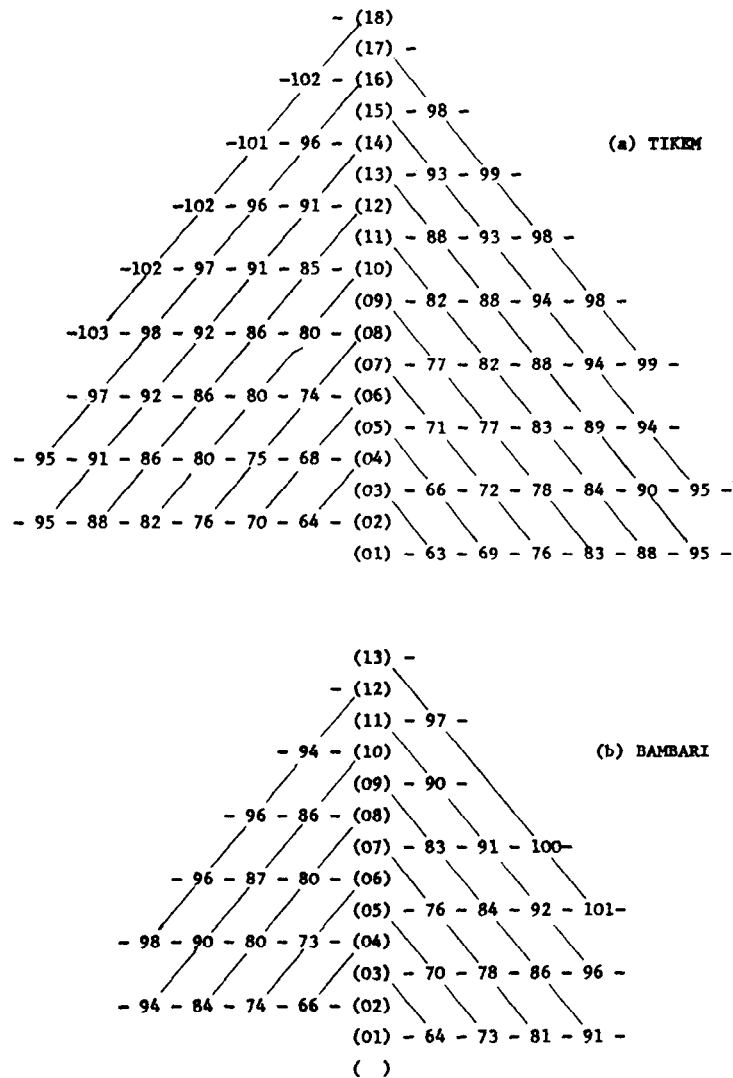 - (18)
(17) -
-102 - (16)
(15) - 98 -
-101 - 96 - (14) (a) TIKEM
(13) - 93 - 99 -
-102 - 96 - 91 - (12)
(11) - 88 - 93 - 98 -
-102 - 97 - 91 - 85 - (10)
(09) - 82 - 88 - 94 - 98 -
-103 - 98 - 92 - 86 - 80 - (08)
(07) - 77 - 82 - 88 - 94 - 99 -
- 97 - 92 - 86 - 80 - 74 - (06)
(05) - 71 - 77 - 83 - 89 - 94 -
- 95 - 91 - 86 - 80 - 75 - 68 - (04)
(03) - 66 - 72 - 78 - 84 - 90 - 95 -
- 95 - 88 - 82 - 76 - 70 - 64 - (02)
(01) - 63 - 69 - 76 - 83 - 88 - 95 -
(13) -
- (12)
(11) - 97 -
- 94 - (10) (b) BAMBARI
(09) - 90 -
- 96 - 86 - (08)
(07) - 83 - 91 - 100-
- 96 - 87 - 80 - (06)
(05) - 76 - 84 - 92 - 101-
- 98 - 90 - 80 - 73 - (04)
(03) - 70 - 78 - 86 - 96 -
- 94 - 84 - 74 - 66 - (02)
(01) - 64 - 73 - 81 - 91 -
( )